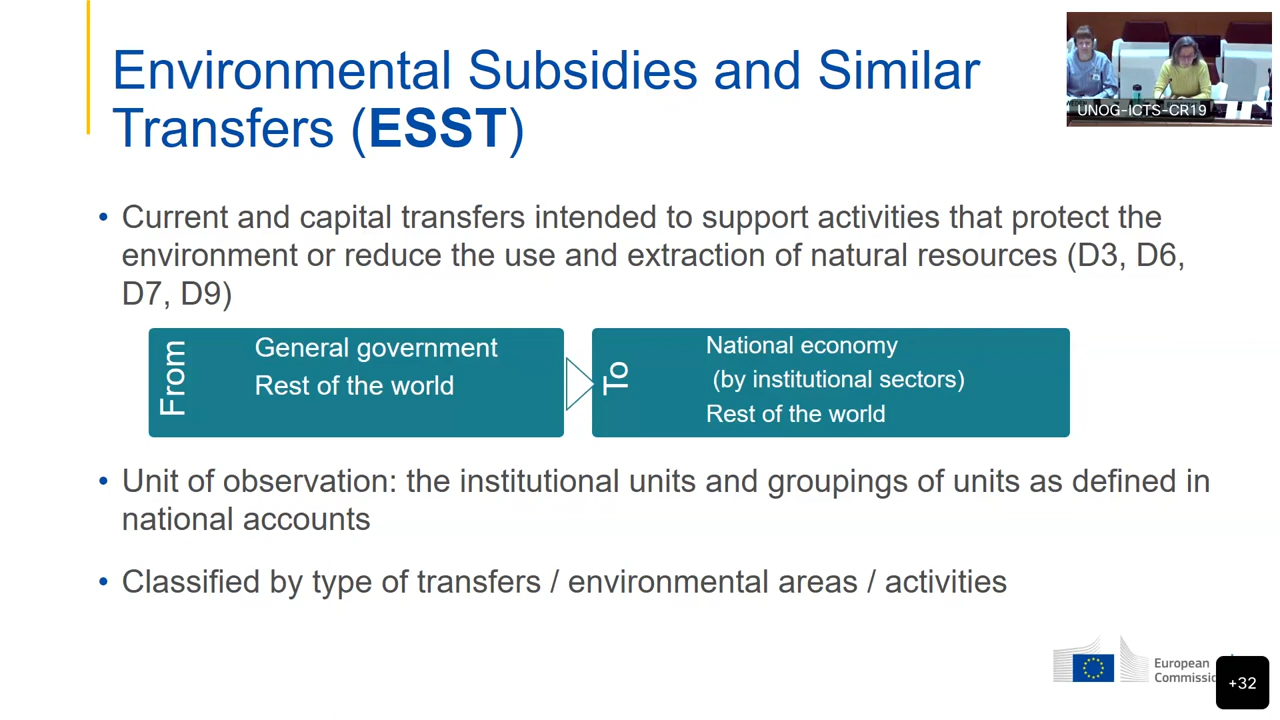 Environmental Subsidies and Similar
Transfers (ESST)
UNOG-ICTS-CR19
• Current and capital transfers intended to support activities that protect the
environment or reduce the use and extraction of natural resources (D3, D6,
D7, D9)
From
General government
Rest of the world
To
National economy
(by institutional sectors)
Rest of the world
• Unit of observation: the institutional units and groupings of units as defined in
national accounts
• Classified by type of transfers / environmental areas / activities
European
Commissi
+32